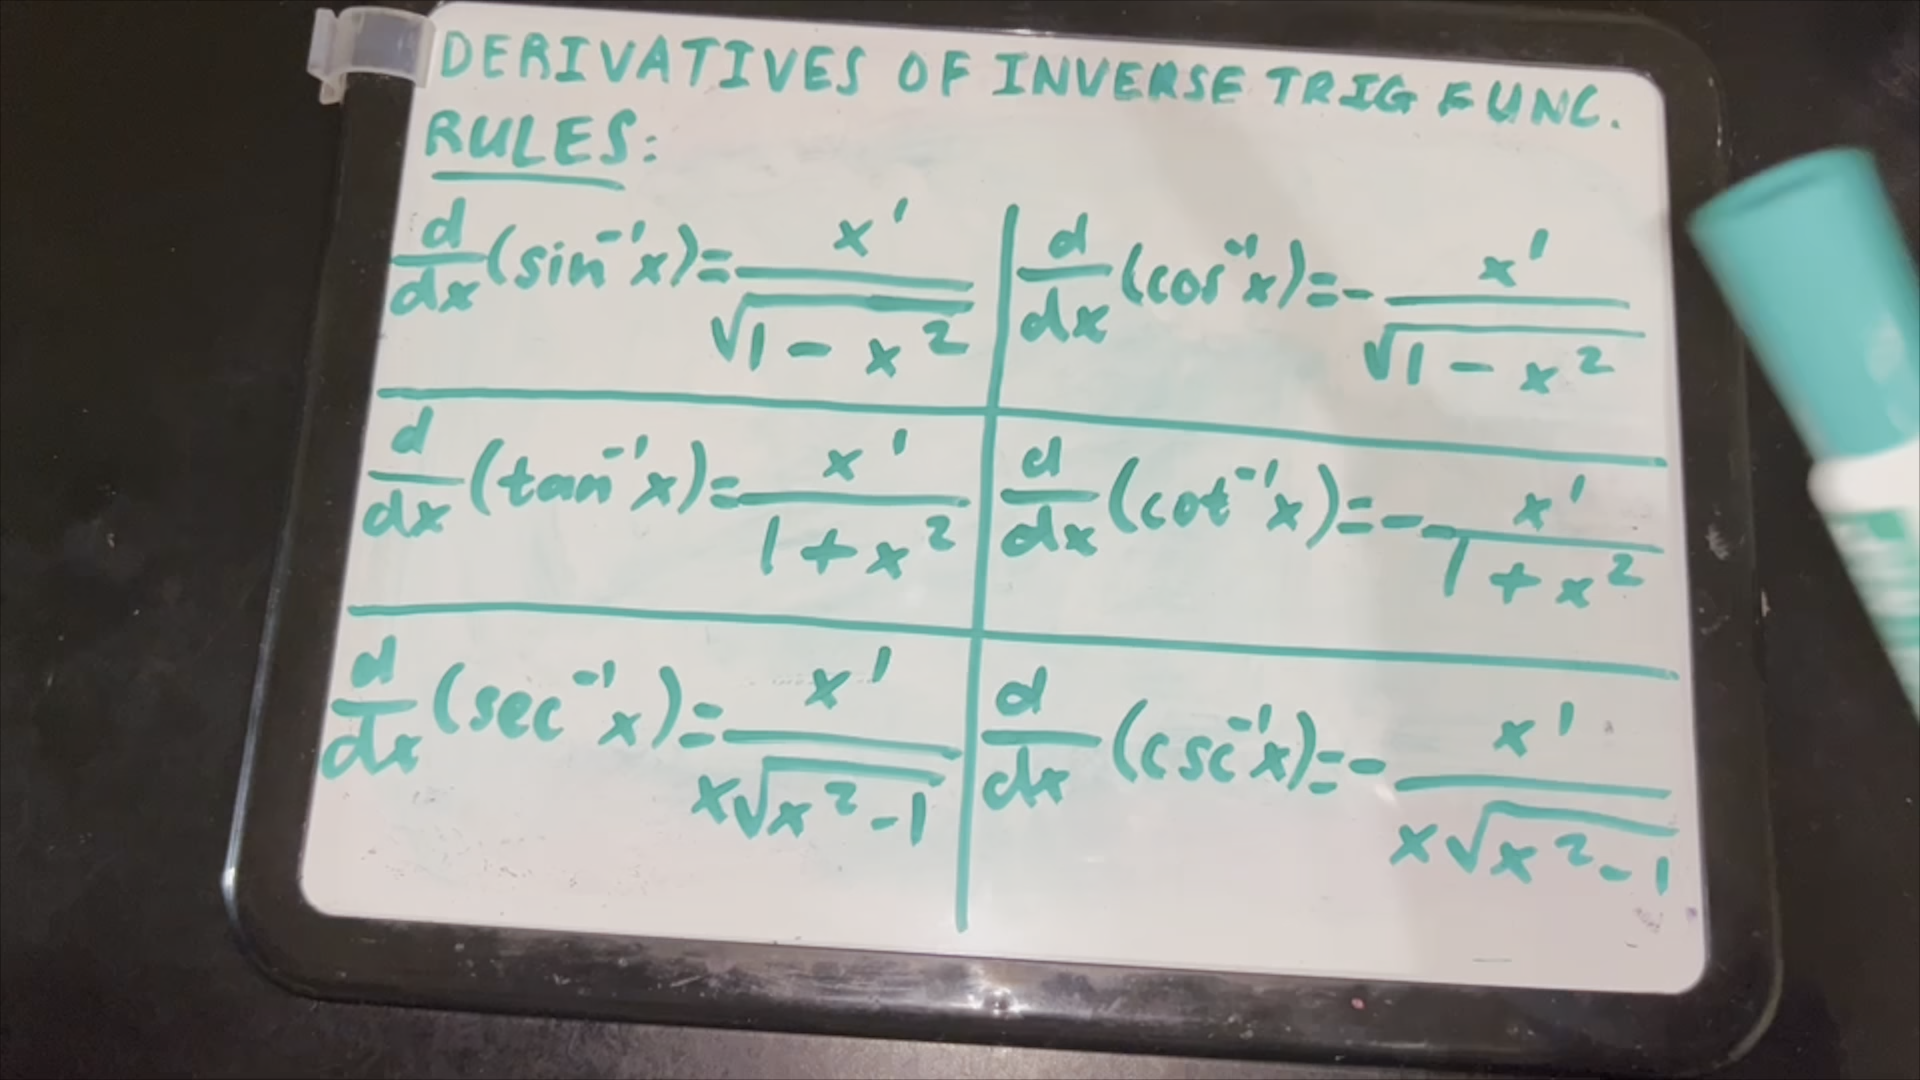 DERIVATIVES OF INVERSE TRIG FUNC.
RULES:
d/dx (sin⁻¹x) = x'/√(1 - x²)
d/dx (cos⁻¹x) = - x'/√(1 - x²)
d/dx (tan⁻¹x) = x'/(1 + x²)
d/dx (cot⁻¹x) = - x'/(1 + x²)
d/dx (sec⁻¹x) = x'/(x√(x² - 1))
d/dx (csc⁻¹x) = - x'/(x√(x² - 1))